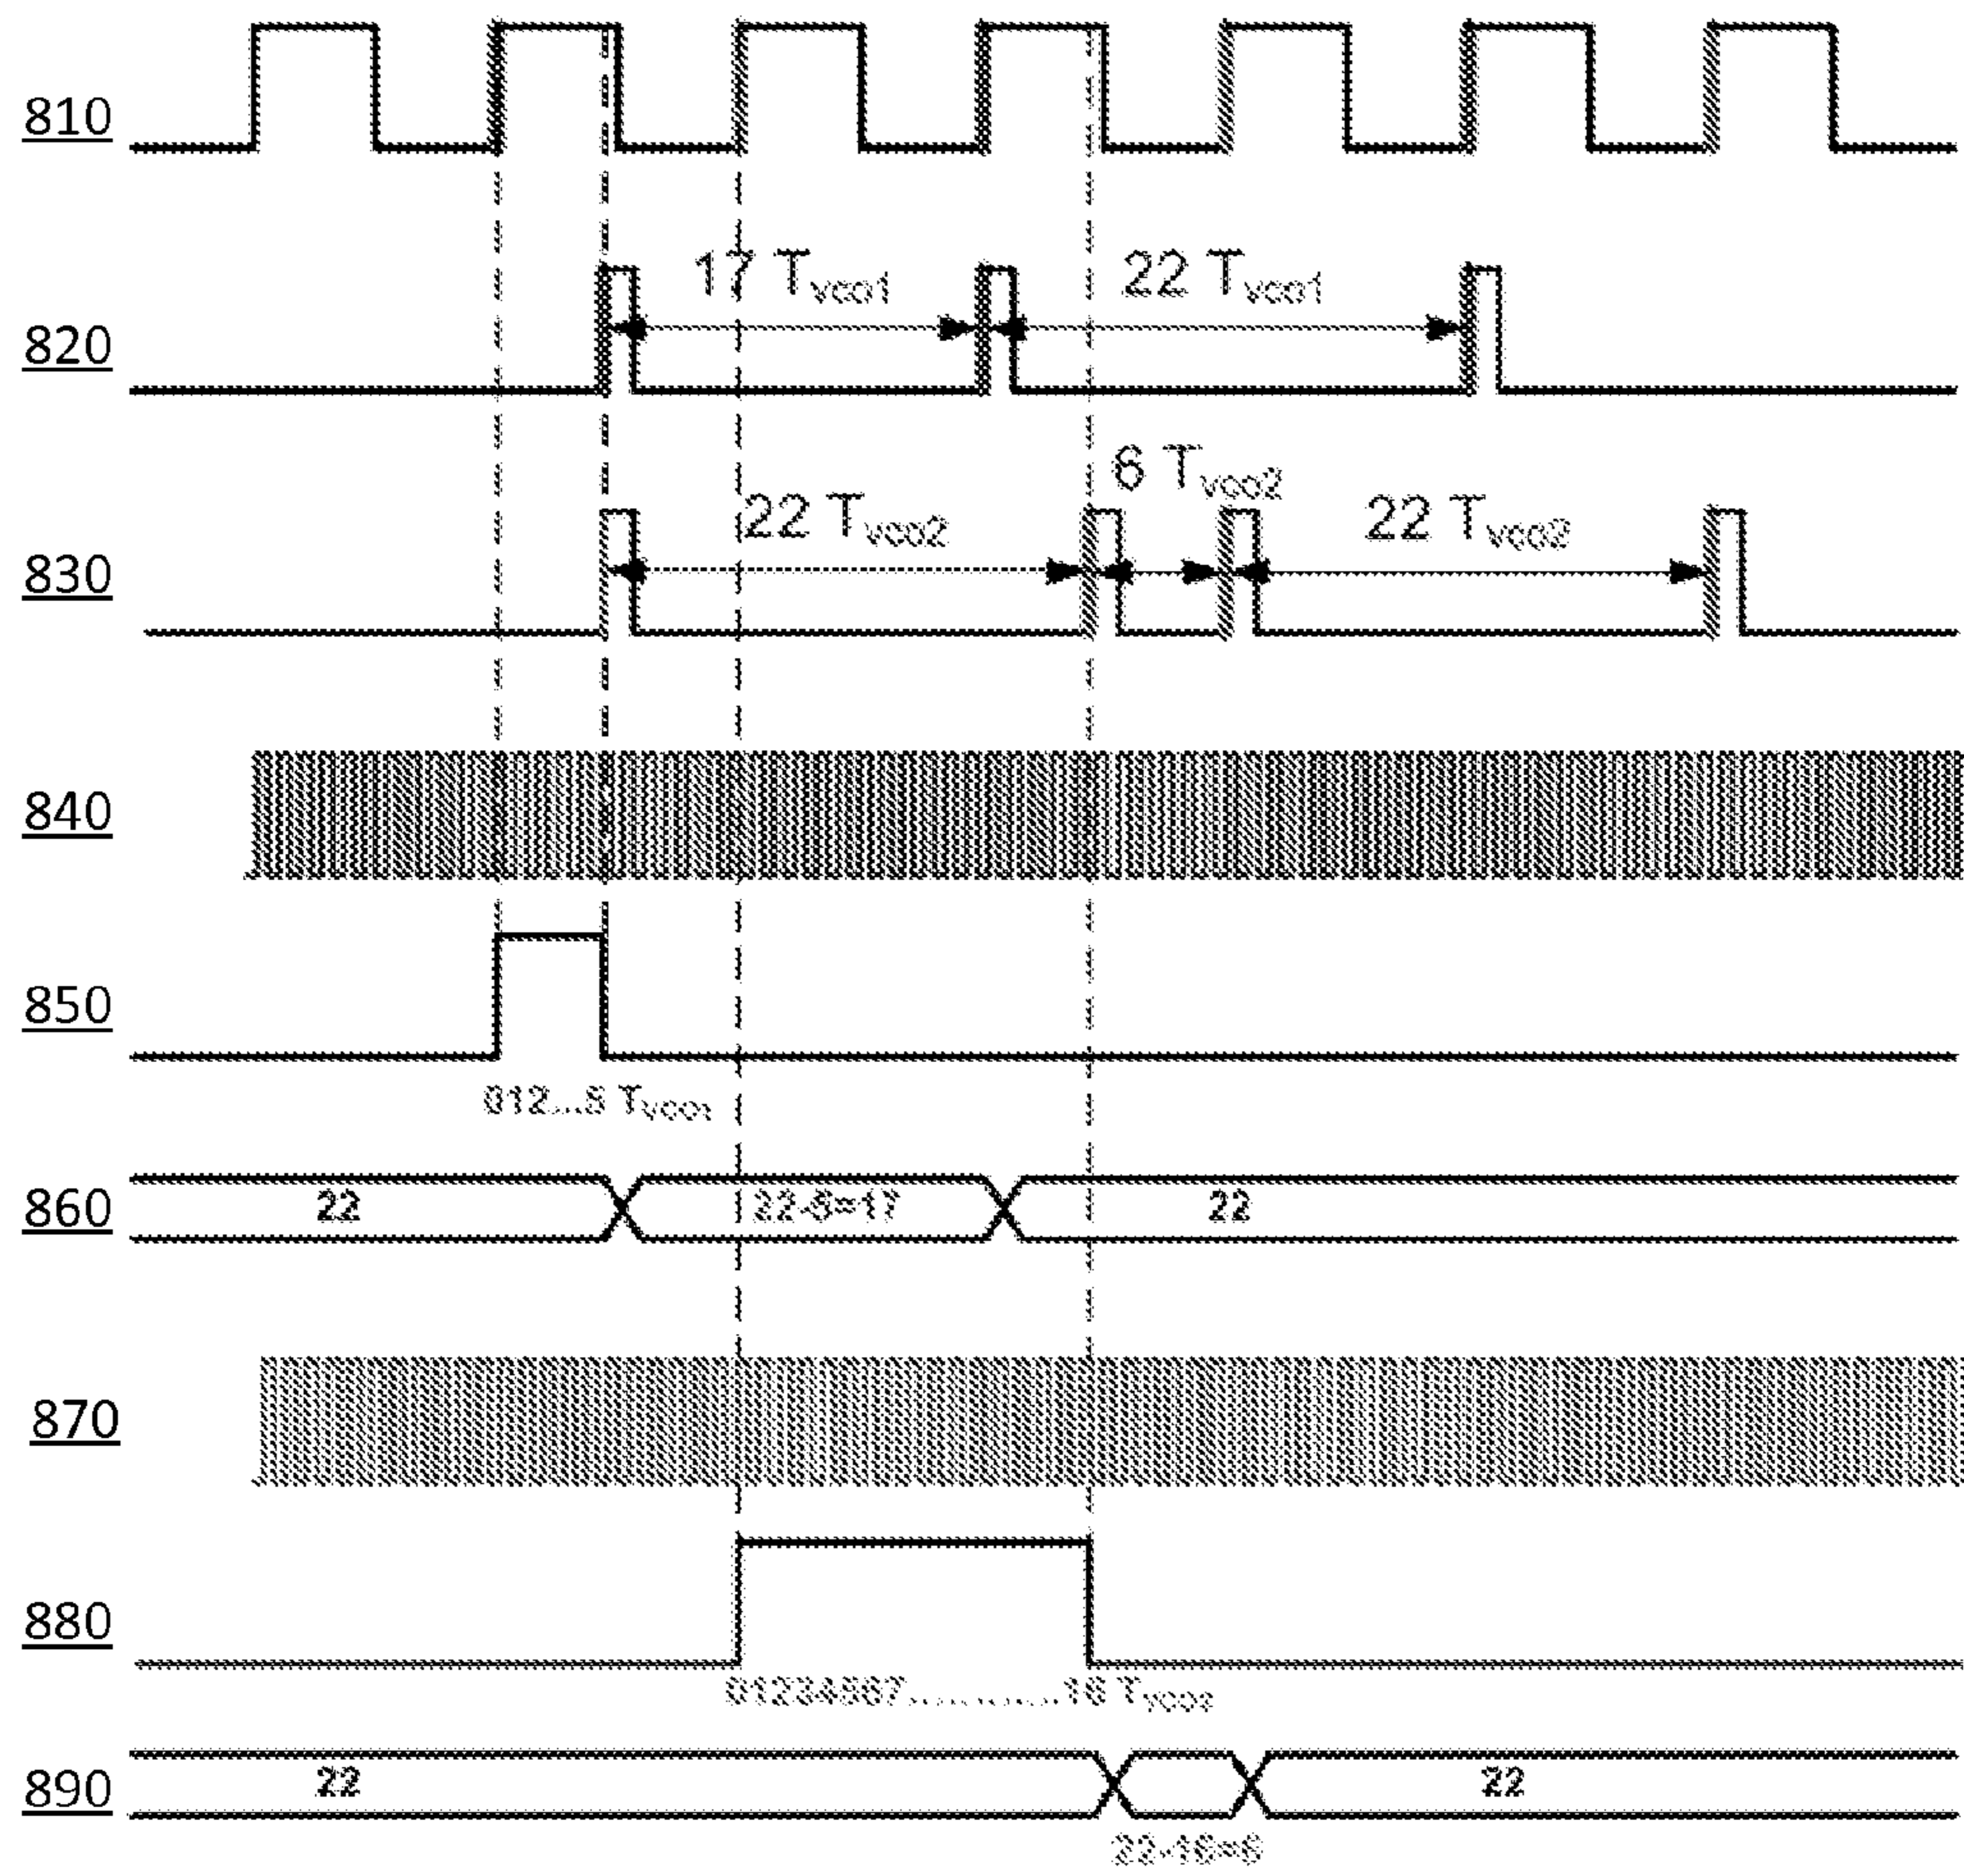 810
17 Tvco1
22 Tvco1
820
6 Tvco2
22 Tvco2
22 Tvco2
830
840
850
012....5 TVCO1
860
22
22-5=17
22
870
880
01234567...............16 TVCO2
890
22
22
22-16=6